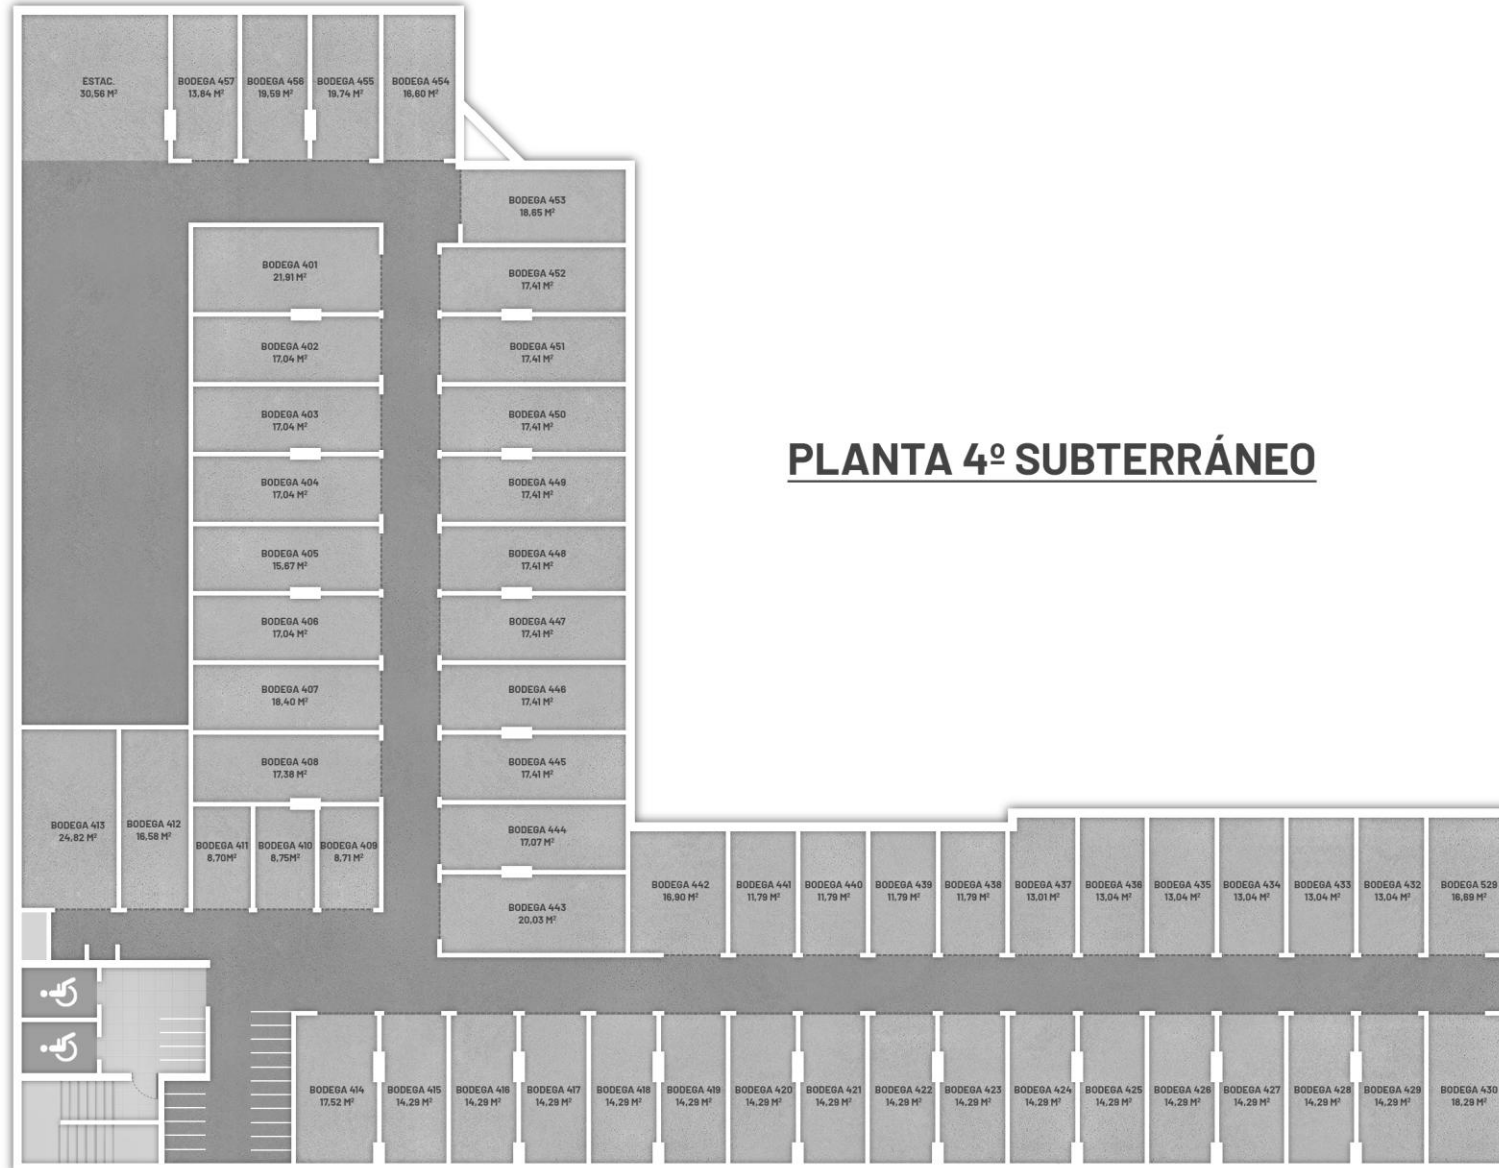 ESTAC.
30,56 M²
BODEGA 457
13,84 M²
BODEGA 456
19,59 M²
BODEGA 455
19,74 M²
BODEGA 454
16,60 M²
BODEGA 453
18,65 M²
BODEGA 401
21,91 M²
BODEGA 452
17,41 M²
BODEGA 402
17,04 M²
BODEGA 451
17,41 M²
BODEGA 403
17,04 M²
BODEGA 450
17,41 M²
PLANTA 4º SUBTERRÁNEO
BODEGA 404
17,04 M²
BODEGA 449
17,41 M²
BODEGA 405
15,67 M²
BODEGA 448
17,41 M²
BODEGA 406
17,04 M²
BODEGA 447
17,41 M²
BODEGA 407
18,40 M²
BODEGA 446
17,41 M²
BODEGA 408
17,38 M²
BODEGA 445
17,41 M²
BODEGA 413
24,82 M²
BODEGA 412
16,58 M²
BODEGA 411
8,70M²
BODEGA 410
8,75M²
BODEGA 409
8,71 M²
BODEGA 444
17,07 M²
BODEGA 443
20,03 M²
BODEGA 442
16,90 M²
BODEGA 441
11,79 M²
BODEGA 440
11,79 M²
BODEGA 439
11,79 M²
BODEGA 438
11,79 M²
BODEGA 437
13,01 M²
BODEGA 436
13,04 M²
BODEGA 435
13,04 M²
BODEGA 434
13,04 M²
BODEGA 433
13,04 M²
BODEGA 432
13,04 M²
BODEGA 529
16,69 M²
BODEGA 414
17,52 M²
BODEGA 415
14,29 M²
BODEGA 416
14,29 M²
BODEGA 417
14,29 M²
BODEGA 418
14,29 M²
BODEGA 419
14,29 M²
BODEGA 420
14,29 M²
BODEGA 421
14,29 M²
BODEGA 422
14,29 M²
BODEGA 423
14,29 M²
BODEGA 424
14,29 M²
BODEGA 425
14,29 M²
BODEGA 426
14,29 M²
BODEGA 427
14,29 M²
BODEGA 428
14,29 M²
BODEGA 429
14,29 M²
BODEGA 430
18,29 M²